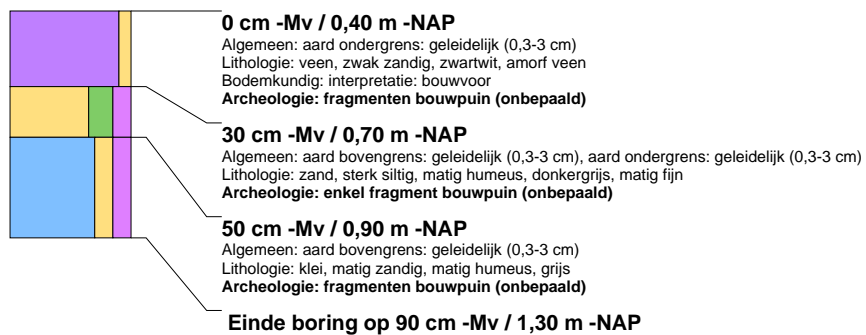 0 cm -Mv / 0,40 m -NAP
Algemeen: aard ondergrens: geleidelijk (0,3-3 cm)
Lithologie: veen, zwak zandig, zwartwit, amorf veen
Bodemkundig: interpretatie: bouwvoor
Archeologie: fragmenten bouwpuin (onbepaald)
30 cm -Mv / 0,70 m -NAP
Algemeen: aard bovengrens: geleidelijk (0,3-3 cm), aard ondergrens: geleidelijk (0,3-3 cm)
Lithologie: zand, sterk siltig, matig humeus, donkergrijs, matig fijn
Archeologie: enkel fragment bouwpuin (onbepaald)
50 cm -Mv / 0,90 m -NAP
Algemeen: aard bovengrens: geleidelijk (0,3-3 cm)
Lithologie: klei, matig zandig, matig humeus, grijs
Archeologie: fragmenten bouwpuin (onbepaald)
Einde boring op 90 cm -Mv / 1,30 m -NAP